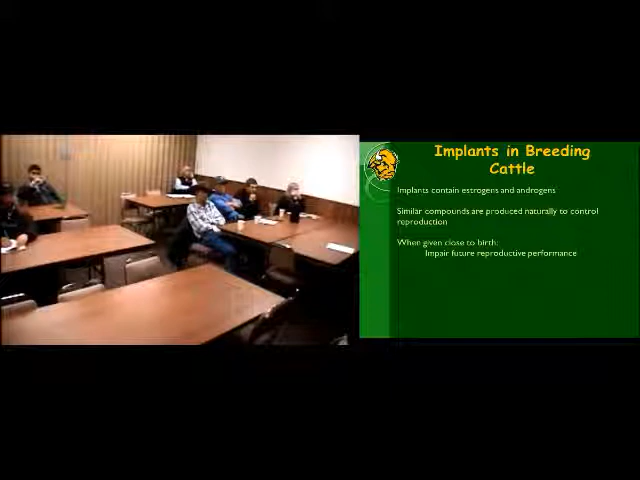 Implants in Breeding
Cattle
Implants contain estrogens and androgens
Similar compounds are produced naturally to control
reproduction
When given close to birth:
Impair future reproductive performance